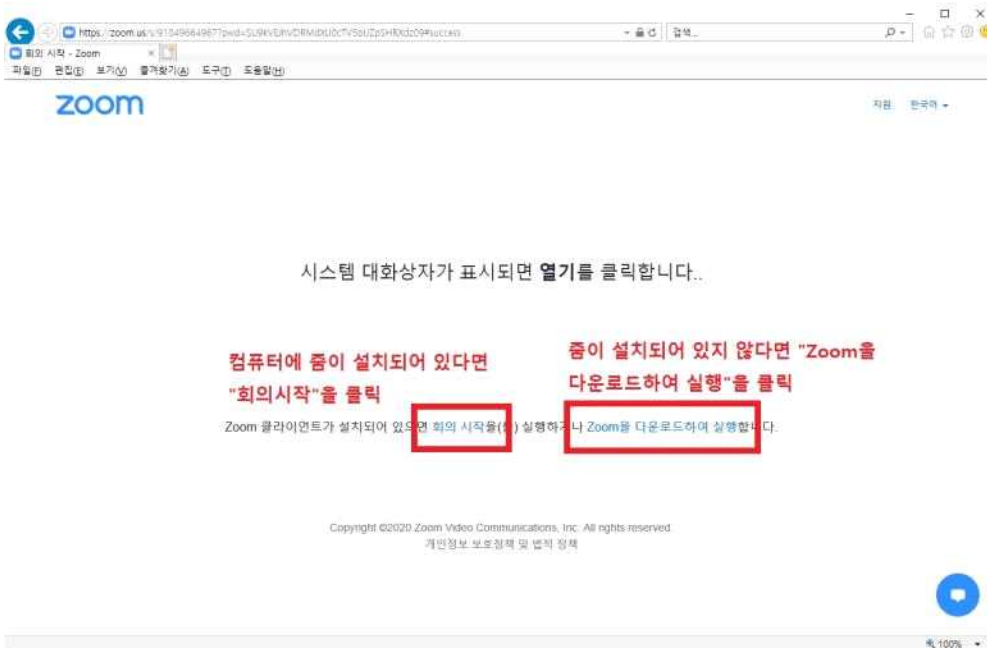 회의 시작 - Zoom
검색...
파일(F) 편집(E) 보기(V) 즐겨찾기(A) 도구(T) 도움말(H)
zoom
지원 한국어
시스템 대화상자가 표시되면 열기를 클릭합니다..
컴퓨터에 줌이 설치되어 있다면
"회의시작"을 클릭
줌이 설치되어 있지 않다면 "Zoom을
다운로드하여 실행"을 클릭
Zoom 클라이언트가 설치되어 있으면 회의 시작을(를) 실행하거나 Zoom을 다운로드하여 실행합니다.
Copyright ©2020 Zoom Video Communications, Inc. All rights reserved.
개인정보 보호정책 및 법적 정책
100%